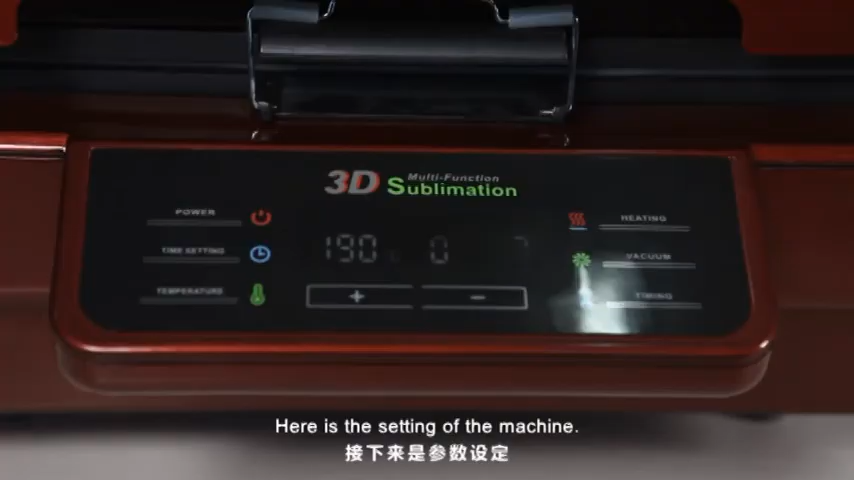 3D Multi-Function
Sublimation
POWER
HEATING
TIME SETTING
190 0
VACUUM
TEMPERATURE
+ −
TIMING
Here is the setting of the machine.
接下来是参数设定